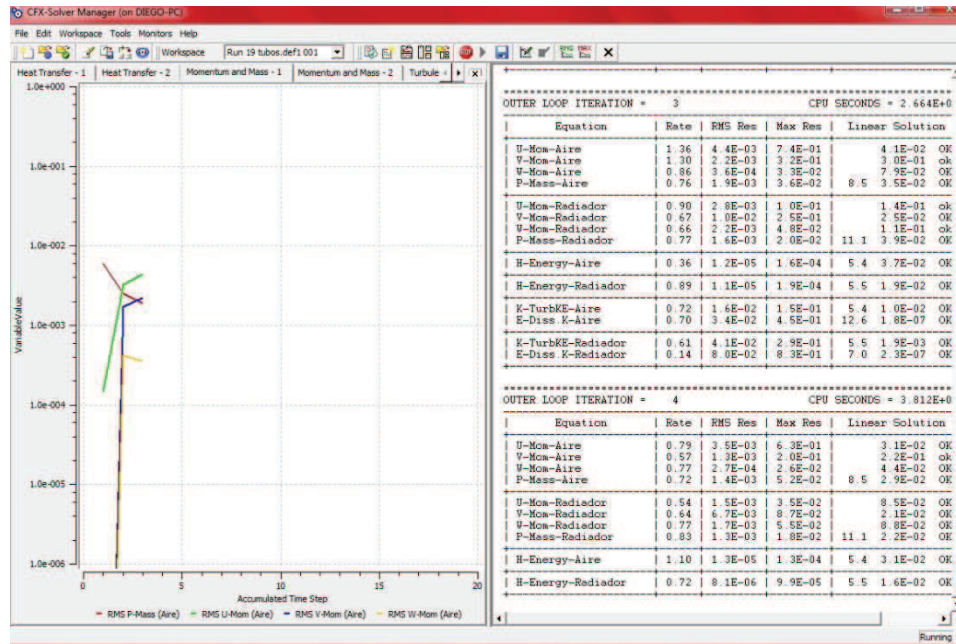 CFX-Solver Manager (on DIEGO-PC)
File Edit Workspace Tools Monitors Help
Workspace Run 19 tubos.def1 001
Heat Transfer - 1 Heat Transfer - 2 Momentum and Mass - 1 Momentum and Mass - 2 Turbule
1.0e+000
1.0e-001
1.0e-002
1.0e-003
1.0e-004
1.0e-005
1.0e-006
Variable Value
0 5 10 15 20
Accumulated Time Step
RMS P-Mass (Aire) RMS U-Mom (Aire) RMS V-Mom (Aire) RMS W-Mom (Aire)
OUTER LOOP ITERATION = 3 CPU SECONDS = 2.664E+0
| Equation | Rate | RMS Res | Max Res | Linear Solution
| U-Mom-Aire | 1.36 | 4.4E-03 | 7.4E-01 | 4.1E-02 OK
| V-Mom-Aire | 1.30 | 2.2E-03 | 3.2E-01 | 3.0E-01 ok
| W-Mom-Aire | 0.86 | 3.6E-04 | 3.3E-02 | 7.9E-02 OK
| P-Mass-Aire | 0.76 | 1.9E-03 | 3.6E-02 | 8.5 3.5E-02 OK
| U-Mom-Radiador | 0.90 | 2.8E-03 | 1.0E-01 | 1.4E-01 ok
| V-Mom-Radiador | 0.67 | 1.0E-02 | 2.5E-01 | 2.5E-02 OK
| W-Mom-Radiador | 0.66 | 2.2E-03 | 4.8E-02 | 1.1E-01 ok
| P-Mass-Radiador | 0.77 | 1.6E-03 | 2.0E-02 | 11.1 3.9E-02 OK
| H-Energy-Aire | 0.36 | 1.2E-05 | 1.6E-04 | 5.4 3.7E-02 OK
| H-Energy-Radiador | 0.89 | 1.1E-05 | 1.9E-04 | 5.5 1.9E-02 OK
| K-TurbKE-Aire | 0.72 | 1.6E-02 | 1.5E-01 | 5.4 1.0E-02 OK
| E-Diss.K-Aire | 0.70 | 3.4E-02 | 4.5E-01 | 12.6 1.8E-07 OK
| K-TurbKE-Radiador | 0.61 | 4.1E-02 | 2.9E-01 | 5.5 1.9E-03 OK
| E-Diss.K-Radiador | 0.14 | 8.0E-02 | 8.3E-01 | 7.0 2.3E-07 OK
OUTER LOOP ITERATION = 4 CPU SECONDS = 3.812E+0
| Equation | Rate | RMS Res | Max Res | Linear Solution
| U-Mom-Aire | 0.79 | 3.5E-03 | 6.3E-01 | 3.1E-02 OK
| V-Mom-Aire | 0.57 | 1.3E-03 | 2.0E-01 | 2.2E-01 ok
| W-Mom-Aire | 0.77 | 2.7E-04 | 2.6E-02 | 4.4E-02 OK
| P-Mass-Aire | 0.72 | 1.4E-03 | 5.2E-02 | 8.5 2.9E-02 OK
| U-Mom-Radiador | 0.54 | 1.5E-03 | 3.5E-02 | 8.5E-02 OK
| V-Mom-Radiador | 0.64 | 6.7E-03 | 8.7E-02 | 2.1E-02 OK
| W-Mom-Radiador | 0.77 | 1.7E-03 | 5.5E-02 | 8.8E-02 OK
| P-Mass-Radiador | 0.83 | 1.3E-03 | 1.8E-02 | 11.1 2.2E-02 OK
| H-Energy-Aire | 1.10 | 1.3E-05 | 1.3E-04 | 5.4 3.1E-02 OK
| H-Energy-Radiador | 0.72 | 8.1E-06 | 9.9E-05 | 5.5 1.6E-02 OK
Running